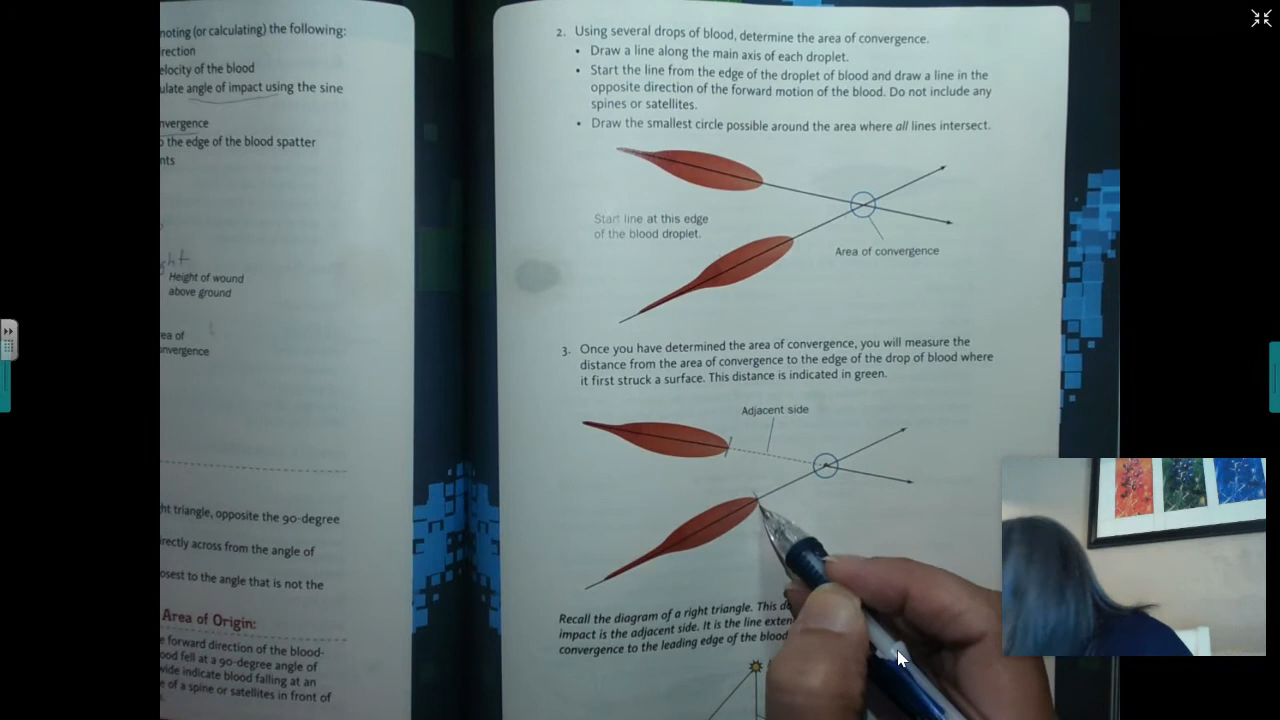 noting (or calculating) the following:
rection
elocity of the blood
ulate angle of impact using the sine
nvergence
the edge of the blood spatter
nts
ght
Height of wound
above ground
ea of
onvergence
ht triangle, opposite the 90-degree
rectly across from the angle of
osest to the angle that is not the
Area of Origin:
e forward direction of the blood-
ood fell at a 90-degree angle of
wide indicate blood falling at an
e of a spine or satellites in front of
2. Using several drops of blood, determine the area of convergence.
• Draw a line along the main axis of each droplet.
• Start the line from the edge of the droplet of blood and draw a line in the
opposite direction of the forward motion of the blood. Do not include any
spines or satellites.
• Draw the smallest circle possible around the area where all lines intersect.
Start line at this edge
of the blood droplet.
Area of convergence
3. Once you have determined the area of convergence, you will measure the
distance from the area of convergence to the edge of the drop of blood where
it first struck a surface. This distance is indicated in green.
Adjacent side
Recall the diagram of a right triangle. This d
impact is the adjacent side. It is the line exten
convergence to the leading edge of the blood